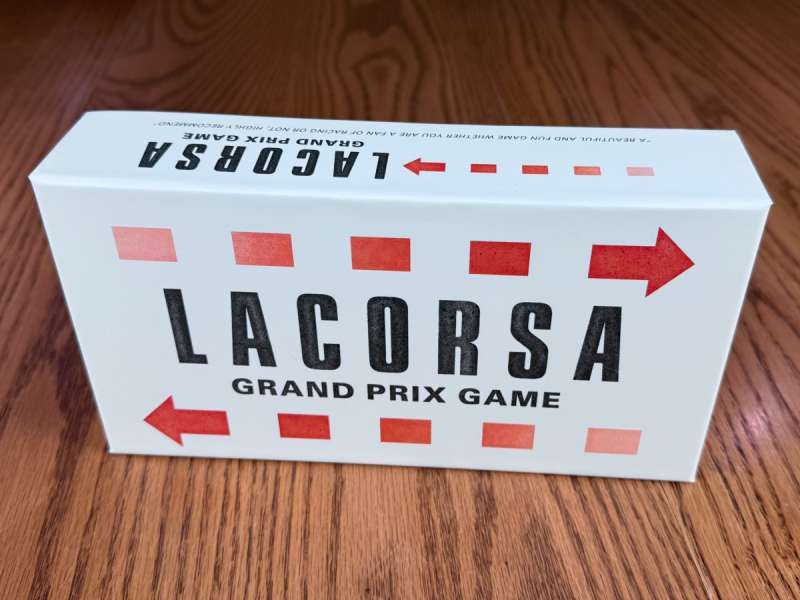 "A BEAUTIFUL AND FUN GAME WHETHER YOU ARE A FAN OF RACING OR NOT, HIGHLY RECOMMEND"
LACORSA
GRAND PRIX GAME
LACORSA
GRAND PRIX GAME